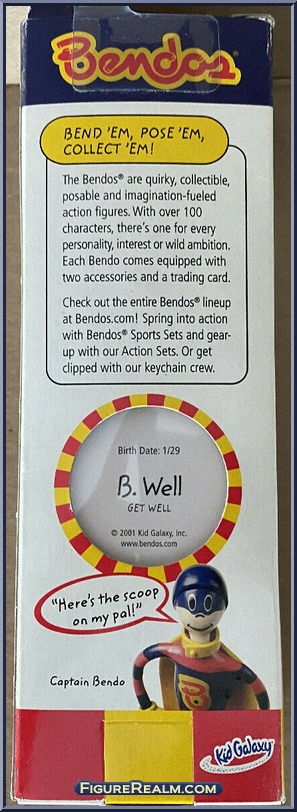 Bendos®
BEND 'EM, POSE 'EM,
COLLECT 'EM!
The Bendos® are quirky, collectible,
posable and imagination-fueled
action figures. With over 100
characters, there's one for every
personality, interest or wild ambition.
Each Bendo comes equipped with
two accessories and a trading card.
Check out the entire Bendos® lineup
at Bendos.com! Spring into action
with Bendos® Sports Sets and gear-
up with our Action Sets. Or get
clipped with our keychain crew.
Birth Date: 1/29
B. Well
GET WELL
© 2001 Kid Galaxy, Inc.
www.bendos.com
"Here's the scoop
on my pal!"
Captain Bendo
Kid Galaxy
FIGUREREALM.COM